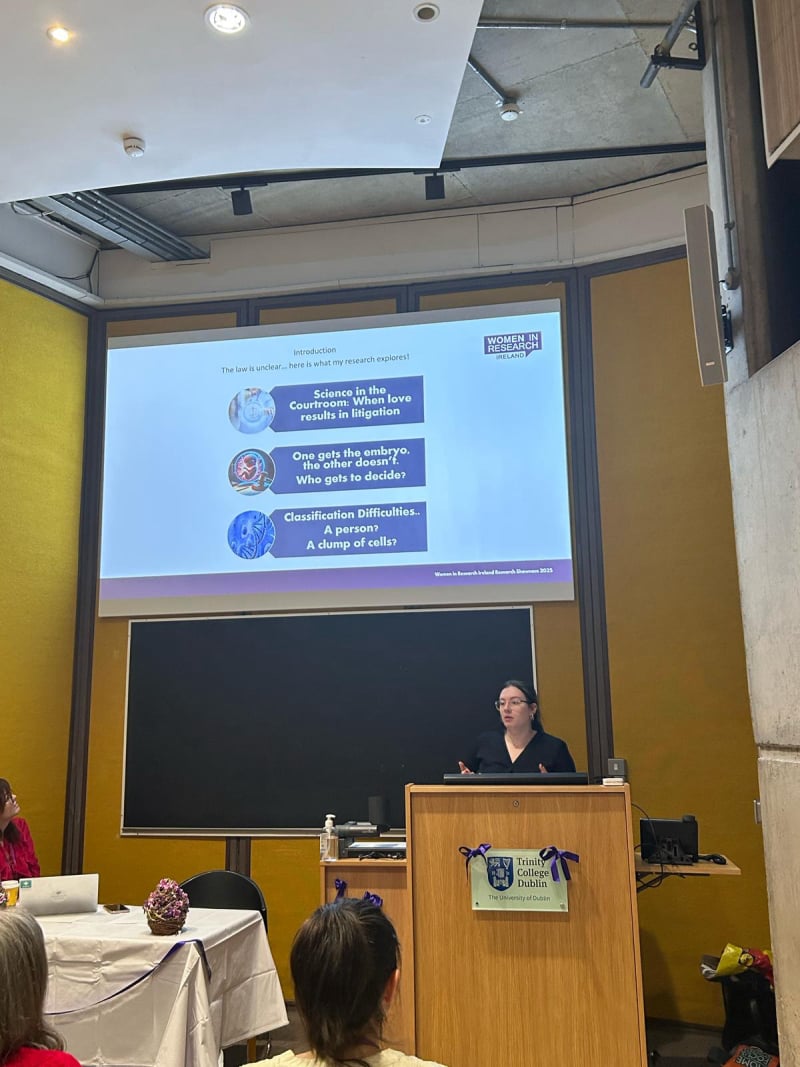 Introduction
The law is unclear... here is what my research explores!
WOMEN IN
RESEARCH
IRELAND
Science in the
Courtroom: When love
results in litigation
One gets the embryo,
the other doesn't.
Who gets to decide?
Classification Difficulties..
A person?
A clump of cells?
Women in Research Ireland Research Showcase 2025
Trinity
College
Dublin
The University of Dublin